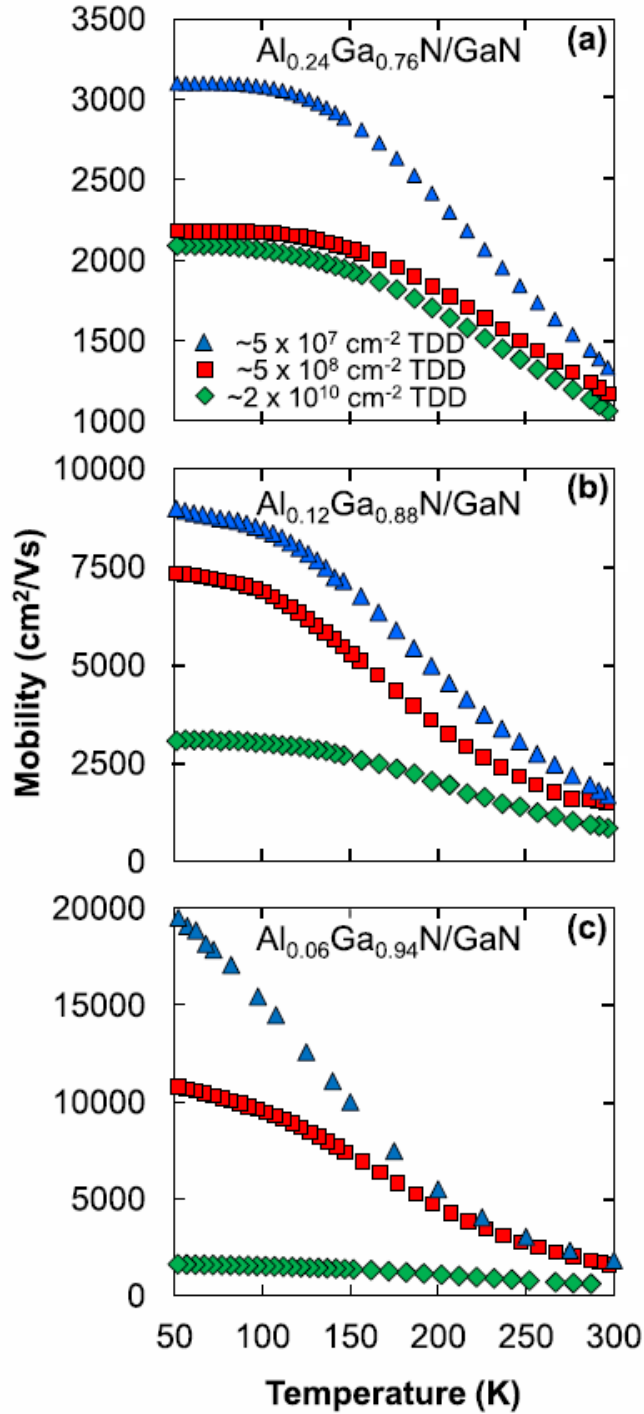 3500
3000
2500
2000
1500
1000
Al0.24Ga0.76N/GaN
(a)
~5 x 10⁷ cm⁻² TDD
~5 x 10⁸ cm⁻² TDD
~2 x 10¹⁰ cm⁻² TDD
Mobility (cm²/Vs)
10000
7500
5000
2500
0
Al0.12Ga0.88N/GaN
(b)
20000
15000
10000
5000
0
Al0.06Ga0.94N/GaN
(c)
50 100 150 200 250 300
Temperature (K)